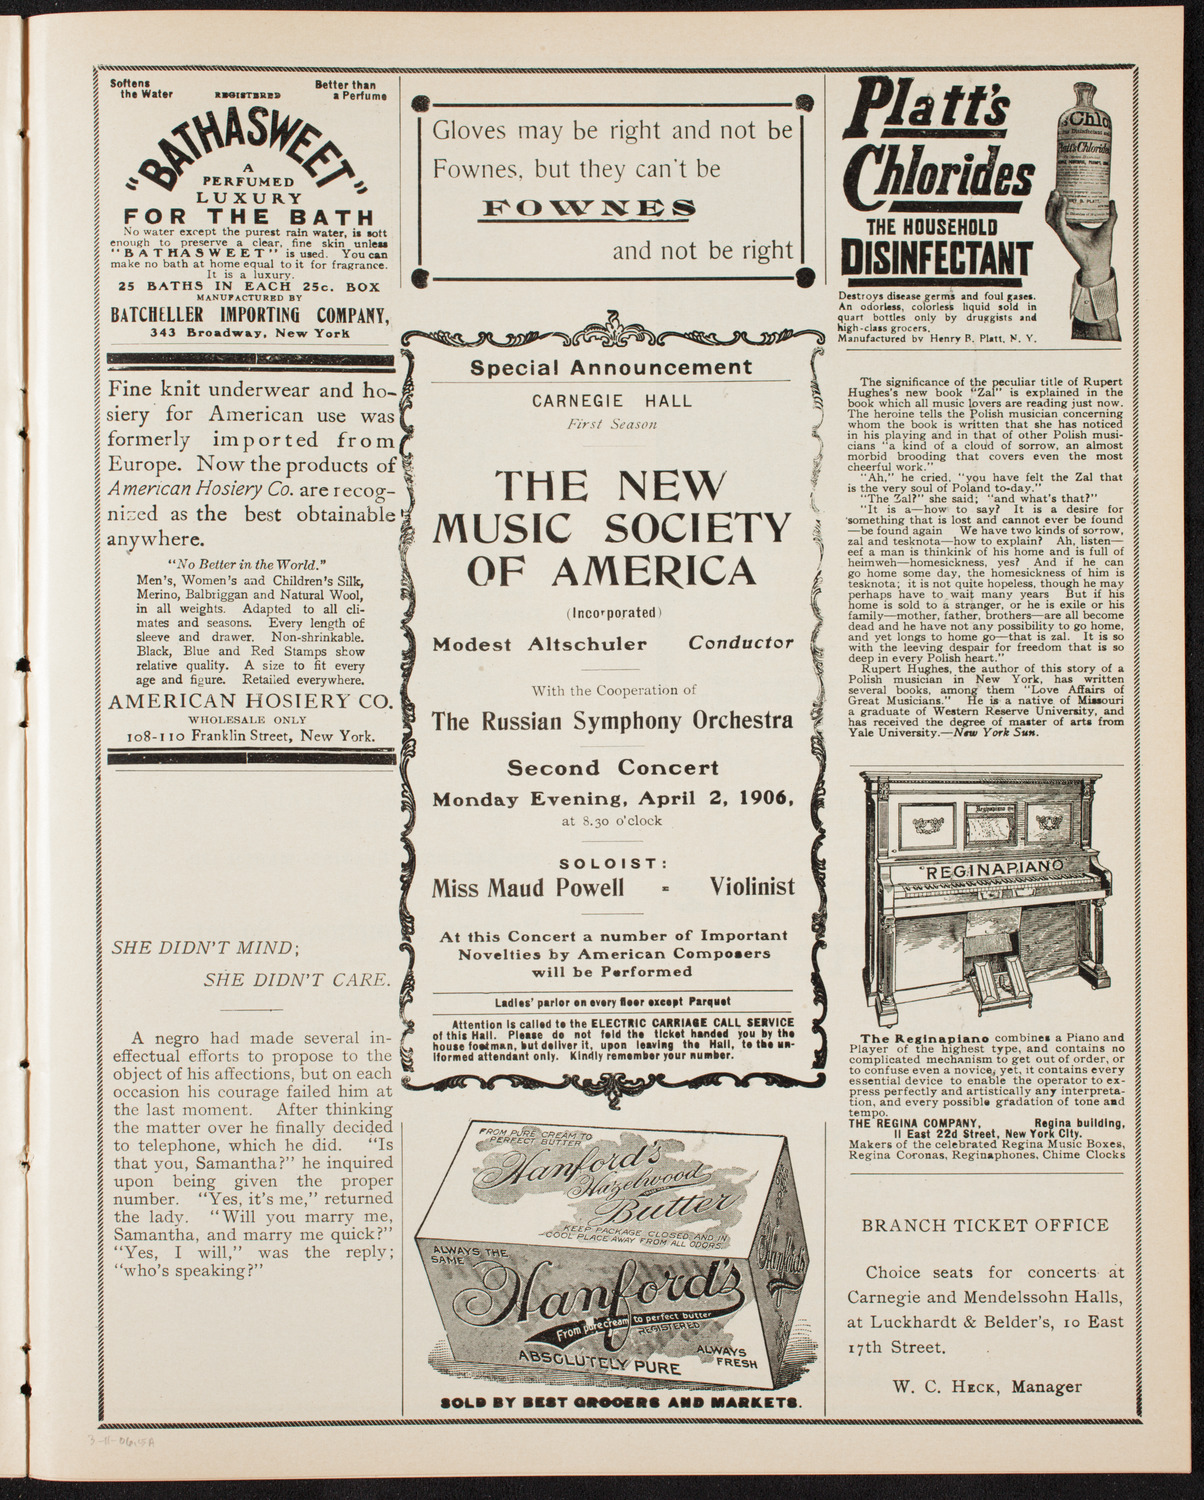 Softens
the Water
REGISTERED
Better than
a Perfume
"BATHASWEET"
A
PERFUMED
LUXURY
FOR THE BATH
No water except the purest rain water, is soft
enough to preserve a clear, fine skin unless
"BATHASWEET" is used. You can
make no bath at home equal to it for fragrance.
It is a luxury.
25 BATHS IN EACH 25c. BOX
MANUFACTURED BY
BATCHELLER IMPORTING COMPANY,
343 Broadway, New York
Fine knit underwear and ho-
siery for American use was
formerly imported from
Europe. Now the products of
American Hosiery Co. are recog-
nized as the best obtainable
anywhere.
"No Better in the World."
Men's, Women's and Children's Silk,
Merino, Balbriggan and Natural Wool,
in all weights. Adapted to all cli-
mates and seasons. Every length of
sleeve and drawer. Non-shrinkable.
Black, Blue and Red Stamps show
relative quality. A size to fit every
age and figure. Retailed everywhere.
AMERICAN HOSIERY CO.
WHOLESALE ONLY
108-110 Franklin Street, New York.
SHE DIDN'T MIND;
SHE DIDN'T CARE.
A negro had made several in-
effectual efforts to propose to the
object of his affections, but on each
occasion his courage failed him at
the last moment. After thinking
the matter over he finally decided
to telephone, which he did. "Is
that you, Samantha?" he inquired
upon being given the proper
number. "Yes, it's me," returned
the lady. "Will you marry me,
Samantha, and marry me quick?"
"Yes, I will," was the reply;
"who's speaking?"
Gloves may be right and not be
Fownes, but they can't be
FOWNES
and not be right
Special Announcement
CARNEGIE HALL
First Season
THE NEW
MUSIC SOCIETY
OF AMERICA
(Incorporated)
Modest Altschuler Conductor
With the Cooperation of
The Russian Symphony Orchestra
Second Concert
Monday Evening, April 2, 1906,
at 8.30 o'clock
SOLOIST:
Miss Maud Powell - Violinist
At this Concert a number of Important
Novelties by American Composers
will be Performed
Ladies' parlor on every floor except Parquet
Attention is called to the ELECTRIC CARRIAGE CALL SERVICE
of this Hall. Please do not fold the ticket handed you by the
house footman, but deliver it, upon leaving the Hall, to the un-
iformed attendant only. Kindly remember your number.
FROM PURE CREAM TO
PERFECT BUTTER
Hanford's
Hazelwood
Butter
KEEP PACKAGE CLOSED AND IN
COOL PLACE AWAY FROM ALL ODORS.
ALWAYS THE
SAME
Hanford's
From pure cream to perfect butter
REGISTERED
ABSOLUTELY PURE
ALWAYS
FRESH
Hanford's
SOLD BY BEST GROCERS AND MARKETS.
Platt's
Chlorides
THE HOUSEHOLD
DISINFECTANT
Destroys disease germs and foul gases.
An odorless, colorless liquid sold in
quart bottles only by druggists and
high-class grocers.
Manufactured by Henry B. Platt, N. Y.
The significance of the peculiar title of Rupert
Hughes's new book "Zal" is explained in the
book which all music lovers are reading just now.
The heroine tells the Polish musician concerning
whom the book is written that she has noticed
in his playing and in that of other Polish musi-
cians "a kind of a cloud of sorrow, an almost
morbid brooding that covers even the most
cheerful work."
"Ah," he cried, "you have felt the Zal that
is the very soul of Poland to-day."
"The Zal?" she said; "and what's that?"
"It is a—how to say? It is a desire for
something that is lost and cannot ever be found
—be found again We have two kinds of sorrow,
zal and tesknota—how to explain? Ah, listen—
eef a man is thinkink of his home and is full of
heimweh—homesickness, yes? And if he can
go home some day, the homesickness of him is
tesknota; it is not quite hopeless, though he may
perhaps have to wait many years But if his
home is sold to a stranger, or he is exile or his
family—mother, father, brothers—are all become
dead and he have not any possibility to go home,
and yet longs to home go—that is zal. It is so
with the leeving despair for freedom that is so
deep in every Polish heart."
Rupert Hughes, the author of this story of a
Polish musician in New York, has written
several books, among them "Love Affairs of
Great Musicians." He is a native of Missouri
a graduate of Western Reserve University, and
has received the degree of master of arts from
Yale University.—New York Sun.
Reginapiano
REGINAPIANO
The Reginapiano combines a Piano and
Player of the highest type, and contains no
complicated mechanism to get out of order, or
to confuse even a novice, yet, it contains every
essential device to enable the operator to ex-
press perfectly and artistically any interpreta-
tion, and every possible gradation of tone and
tempo.
THE REGINA COMPANY, Regina building,
11 East 22d Street, New York City.
Makers of the celebrated Regina Music Boxes,
Regina Coronas, Reginaphones, Chime Clocks
BRANCH TICKET OFFICE
Choice seats for concerts at
Carnegie and Mendelssohn Halls,
at Luckhardt & Belder's, 10 East
17th Street.
W. C. HECK, Manager